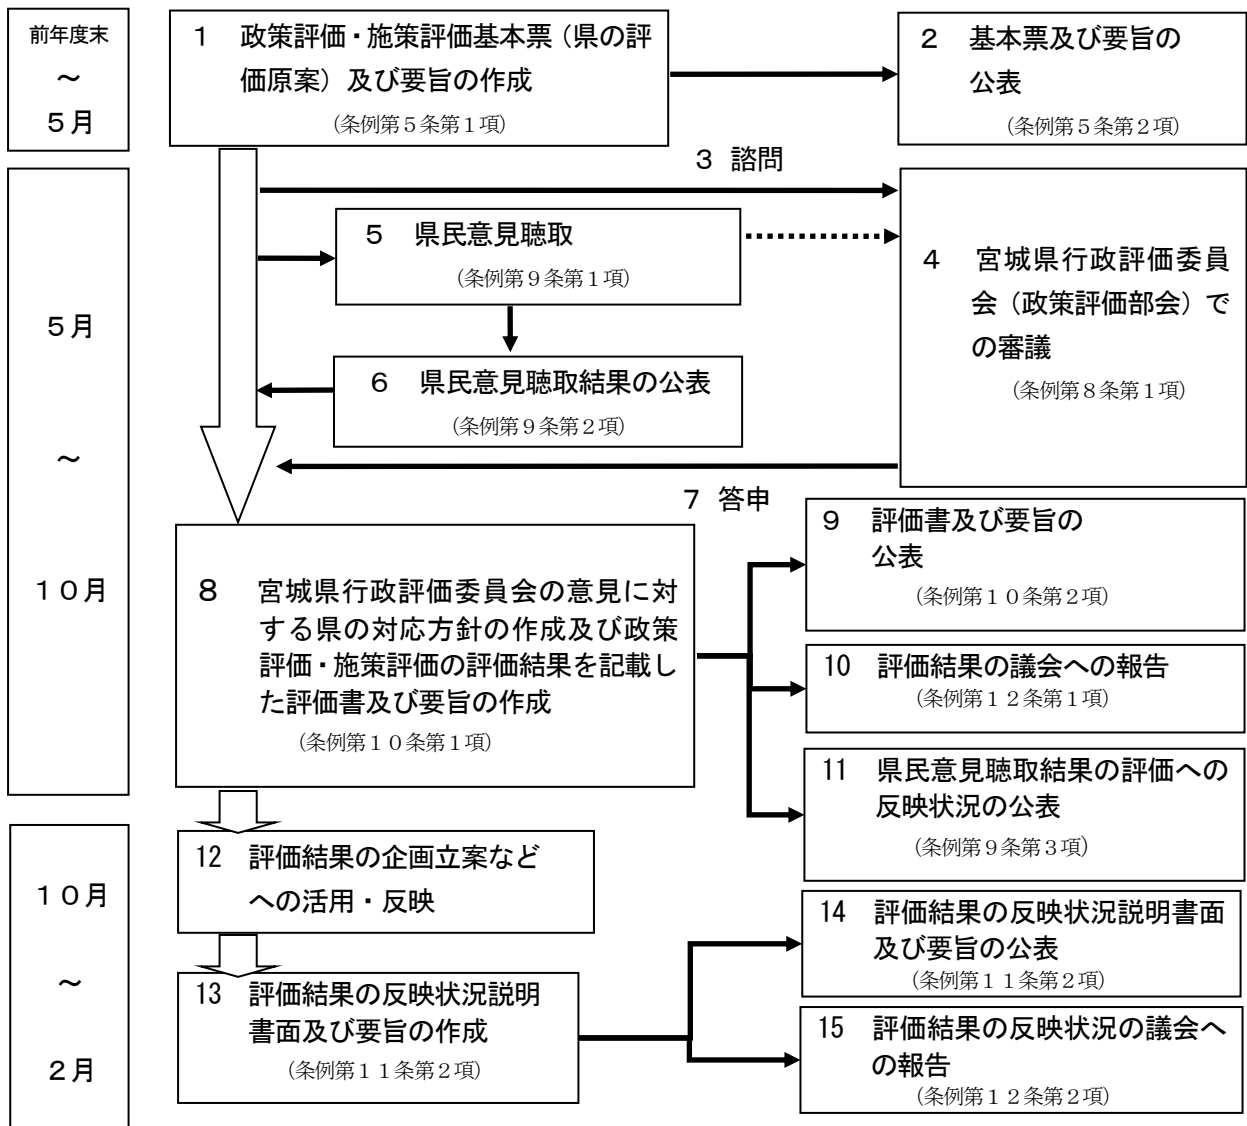 前年度末
～
５月
１　政策評価・施策評価基本票（県の評
価原案）及び要旨の作成
（条例第５条第１項）
２　基本票及び要旨の
公表
（条例第５条第２項）
５月
～
１０月
３ 諮問
４　宮城県行政評価委員
会（政策評価部会）で
の審議
（条例第８条第１項）
５　県民意見聴取
（条例第９条第１項）
６　県民意見聴取結果の公表
（条例第９条第２項）
７ 答申
８　宮城県行政評価委員会の意見に対
する県の対応方針の作成及び政策
評価・施策評価の評価結果を記載し
た評価書及び要旨の作成
（条例第１０条第１項）
９　評価書及び要旨の
公表
（条例第１０条第２項）
10　評価結果の議会への報告
（条例第１２条第１項）
11　県民意見聴取結果の評価への
反映状況の公表
（条例第９条第３項）
１０月
～
２月
12　評価結果の企画立案など
への活用・反映
13　評価結果の反映状況説明
書面及び要旨の作成
（条例第１１条第２項）
14　評価結果の反映状況説明書面
及び要旨の公表
（条例第１１条第２項）
15　評価結果の反映状況の議会へ
の報告
（条例第１２条第２項）